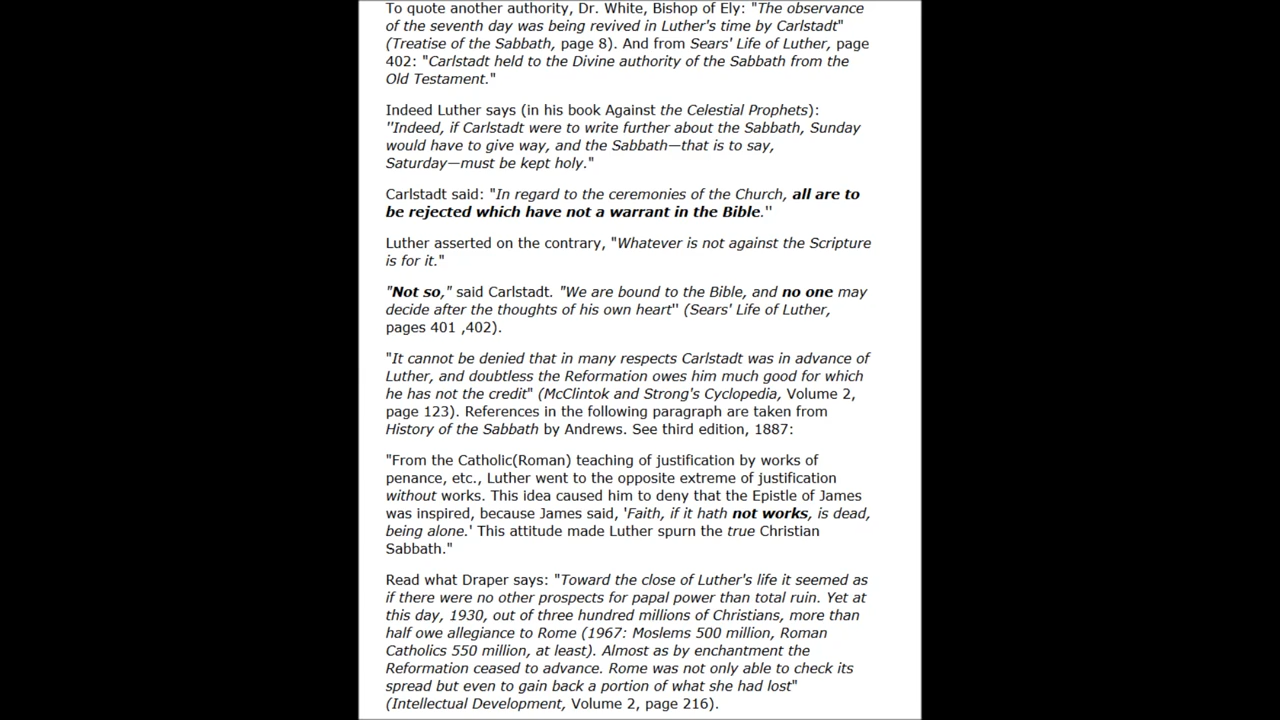 To quote another authority, Dr. White, Bishop of Ely: "The observance
of the seventh day was being revived in Luther's time by Carlstadt"
(Treatise of the Sabbath, page 8). And from Sears' Life of Luther, page
402: "Carlstadt held to the Divine authority of the Sabbath from the
Old Testament."
Indeed Luther says (in his book Against the Celestial Prophets):
''Indeed, if Carlstadt were to write further about the Sabbath, Sunday
would have to give way, and the Sabbath—that is to say,
Saturday—must be kept holy."
Carlstadt said: "In regard to the ceremonies of the Church, all are to
be rejected which have not a warrant in the Bible.''
Luther asserted on the contrary, "Whatever is not against the Scripture
is for it."
"Not so," said Carlstadt. "We are bound to the Bible, and no one may
decide after the thoughts of his own heart'' (Sears' Life of Luther,
pages 401 ,402).
"It cannot be denied that in many respects Carlstadt was in advance of
Luther, and doubtless the Reformation owes him much good for which
he has not the credit" (McClintok and Strong's Cyclopedia, Volume 2,
page 123). References in the following paragraph are taken from
History of the Sabbath by Andrews. See third edition, 1887:
"From the Catholic(Roman) teaching of justification by works of
penance, etc., Luther went to the opposite extreme of justification
without works. This idea caused him to deny that the Epistle of James
was inspired, because James said, 'Faith, if it hath not works, is dead,
being alone.' This attitude made Luther spurn the true Christian
Sabbath."
Read what Draper says: "Toward the close of Luther's life it seemed as
if there were no other prospects for papal power than total ruin. Yet at
this day, 1930, out of three hundred millions of Christians, more than
half owe allegiance to Rome (1967: Moslems 500 million, Roman
Catholics 550 million, at least). Almost as by enchantment the
Reformation ceased to advance. Rome was not only able to check its
spread but even to gain back a portion of what she had lost"
(Intellectual Development, Volume 2, page 216).